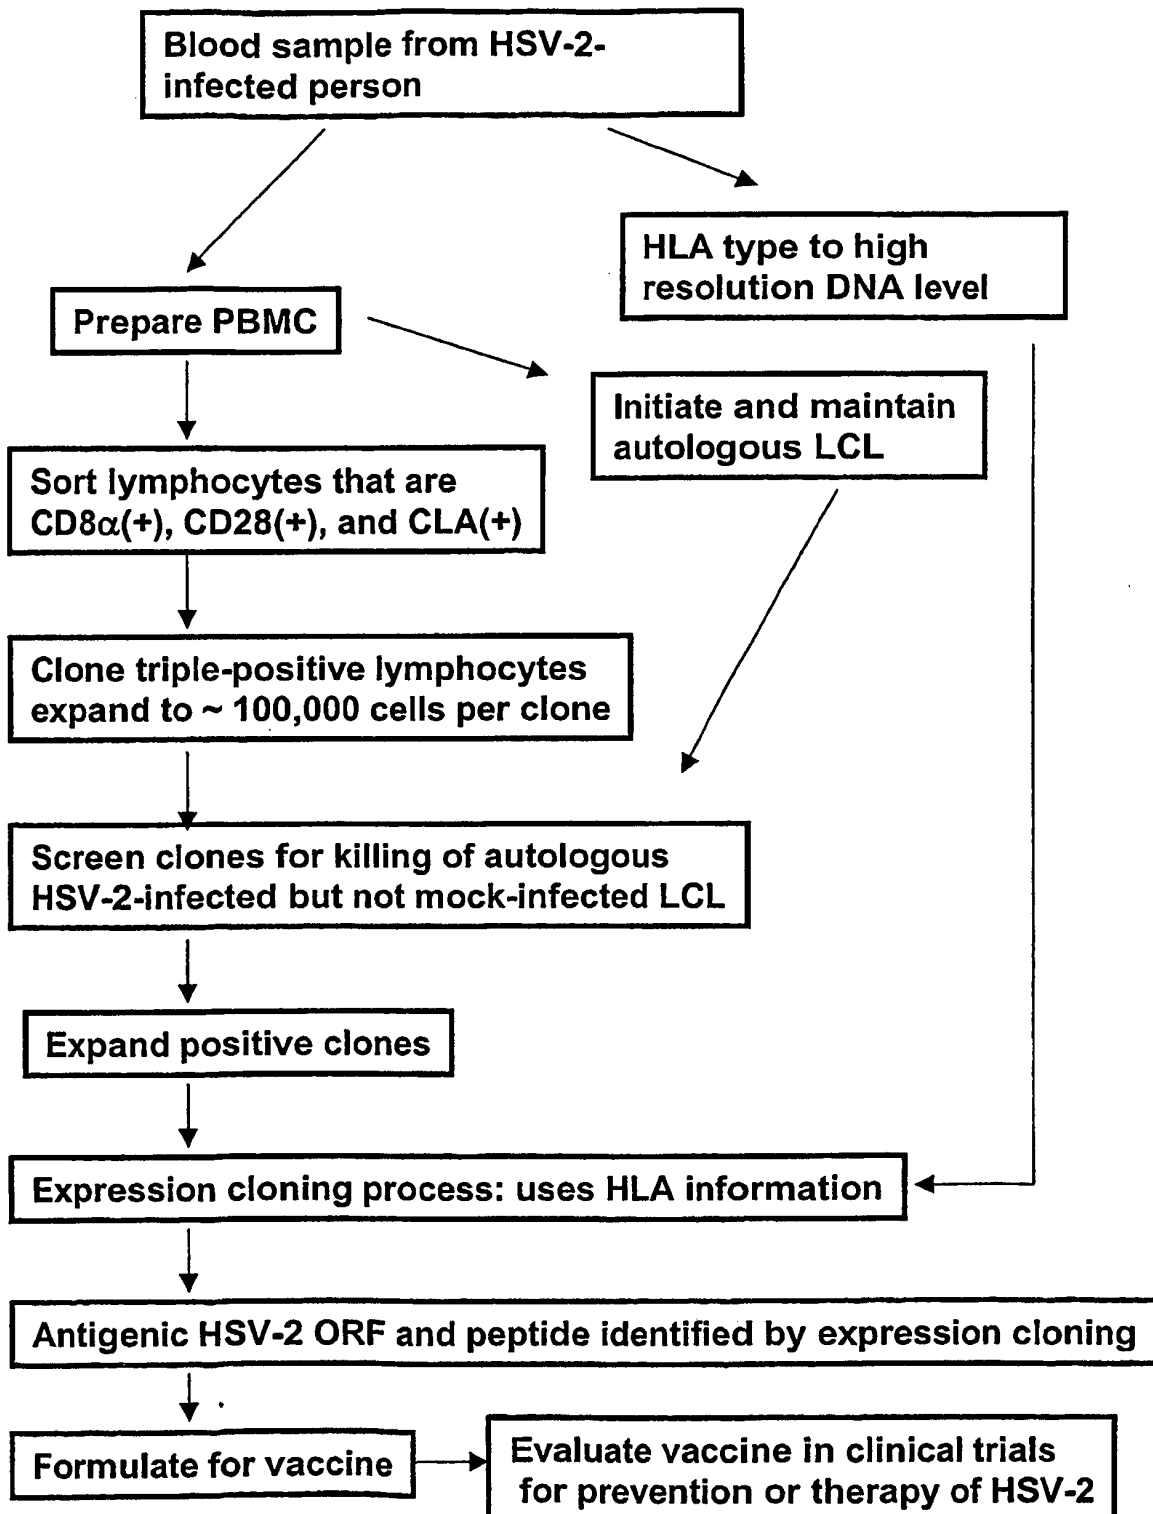 Blood sample from HSV-2-
infected person
HLA type to high
resolution DNA level
Prepare PBMC
Initiate and maintain
autologous LCL
Sort lymphocytes that are
CD8α(+), CD28(+), and CLA(+)
Clone triple-positive lymphocytes
expand to ~ 100,000 cells per clone
Screen clones for killing of autologous
HSV-2-infected but not mock-infected LCL
Expand positive clones
Expression cloning process: uses HLA information
Antigenic HSV-2 ORF and peptide identified by expression cloning
Formulate for vaccine
Evaluate vaccine in clinical trials
for prevention or therapy of HSV-2